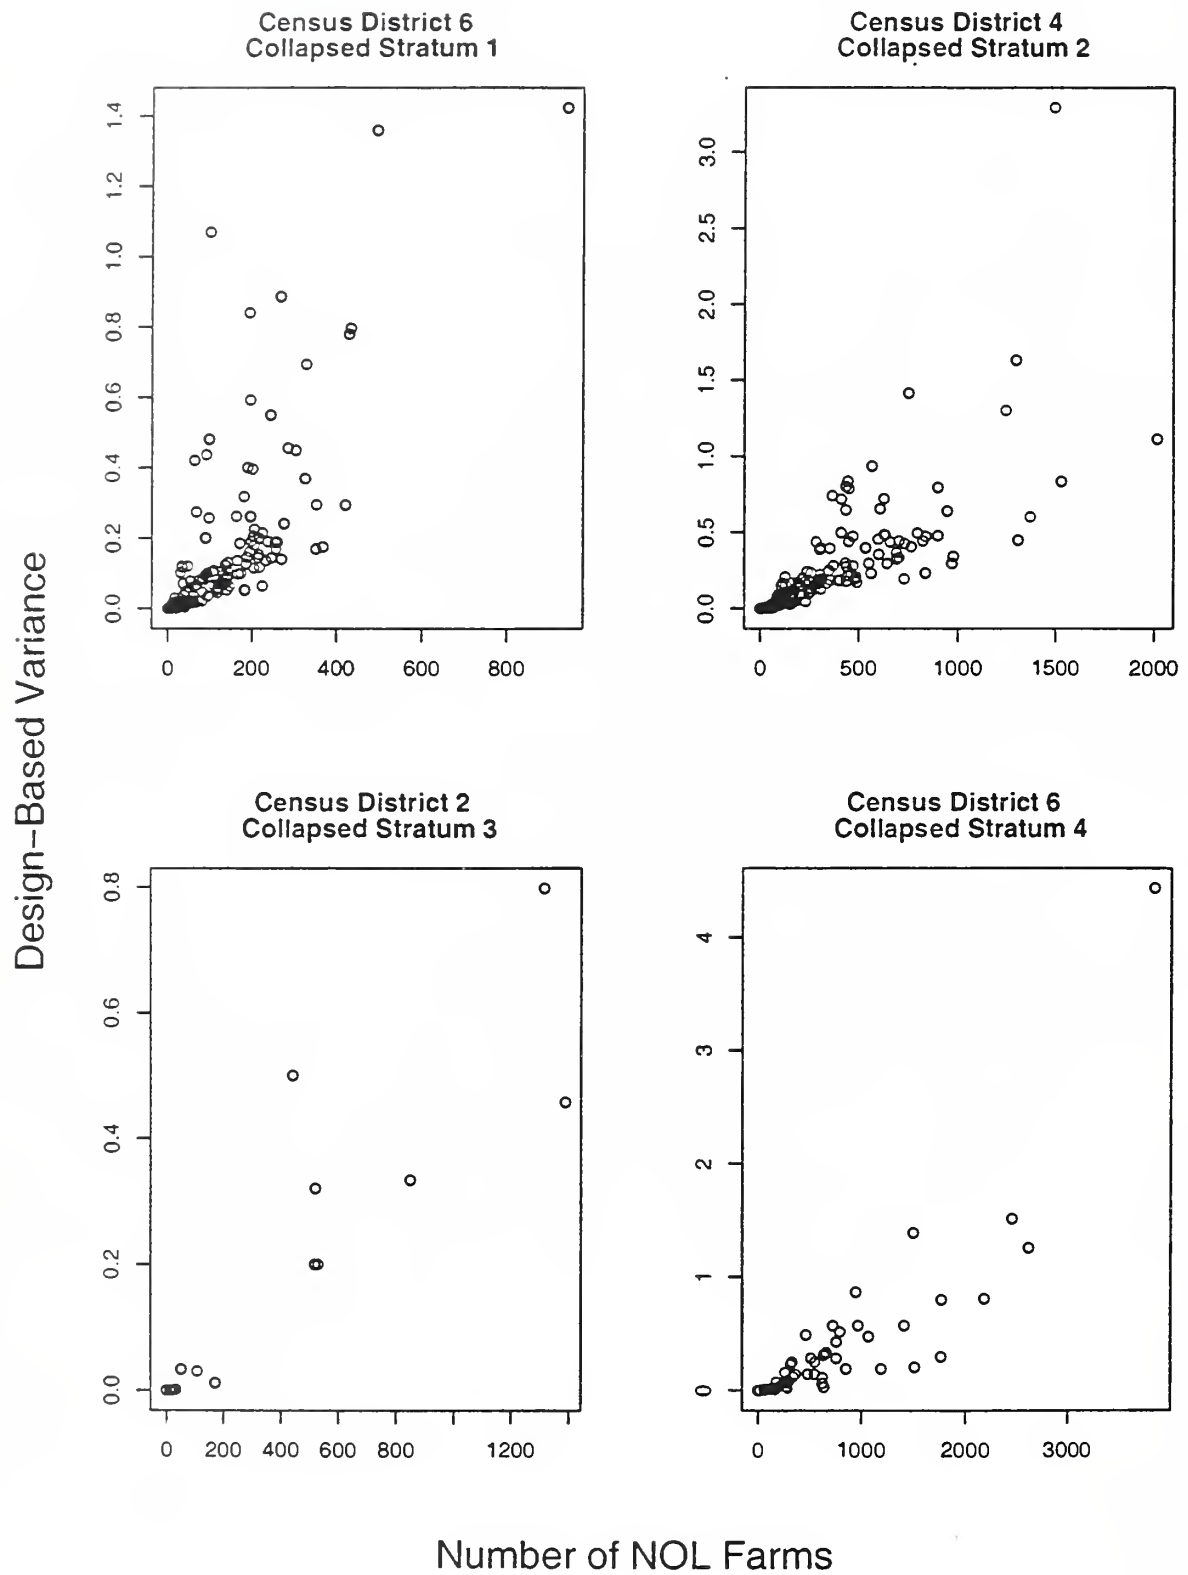 Census District 6
Collapsed Stratum 1
1.4
1.2
1.0
0.8
0.6
0.4
0.2
0.0
0 200 400 600 800
Census District 4
Collapsed Stratum 2
3.0
2.5
2.0
1.5
1.0
0.5
0.0
0 500 1000 1500 2000
Design-Based Variance
Census District 2
Collapsed Stratum 3
0.8
0.6
0.4
0.2
0.0
0 200 400 600 800 1200
Census District 6
Collapsed Stratum 4
4
3
2
1
0
0 1000 2000 3000
Number of NOL Farms